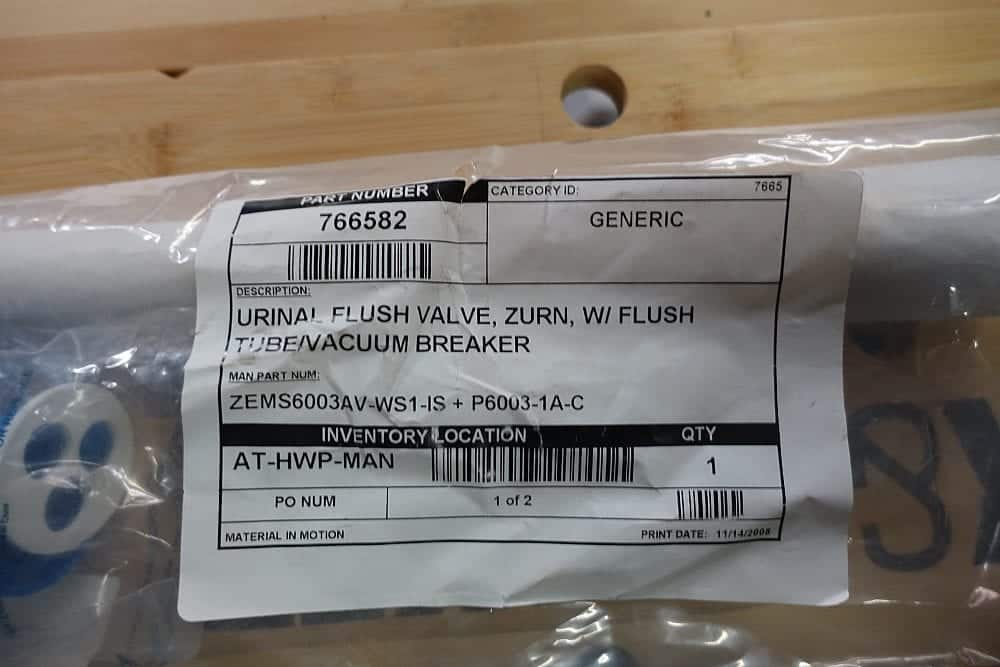 PART NUMBER
766582
CATEGORY ID: 7665
GENERIC
DESCRIPTION:
URINAL FLUSH VALVE, ZURN, W/ FLUSH
TUBE/VACUUM BREAKER
MAN PART NUM:
ZEMS6003AV-WS1-IS + P6003-1A-C
INVENTORY LOCATION QTY
AT-HWP-MAN 1
PO NUM 1 of 2
MATERIAL IN MOTION PRINT DATE: 11/14/2008